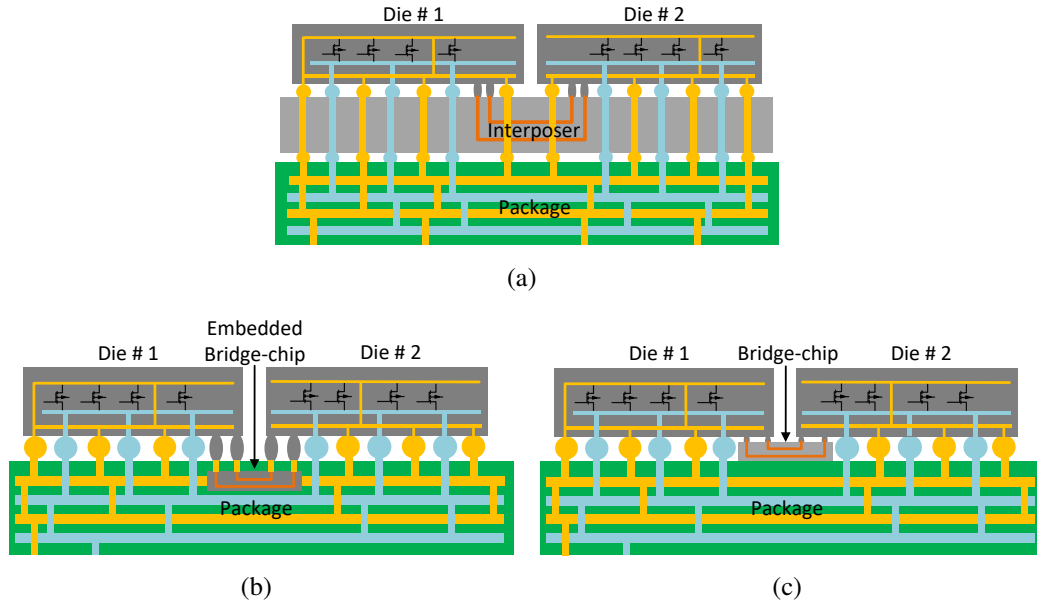 Die # 1
Die # 2
Interposer
Package
(a)
Embedded
Bridge-chip
Die # 1
Die # 2
Package
(b)
Die # 1
Bridge-chip
Die # 2
Package
(c)